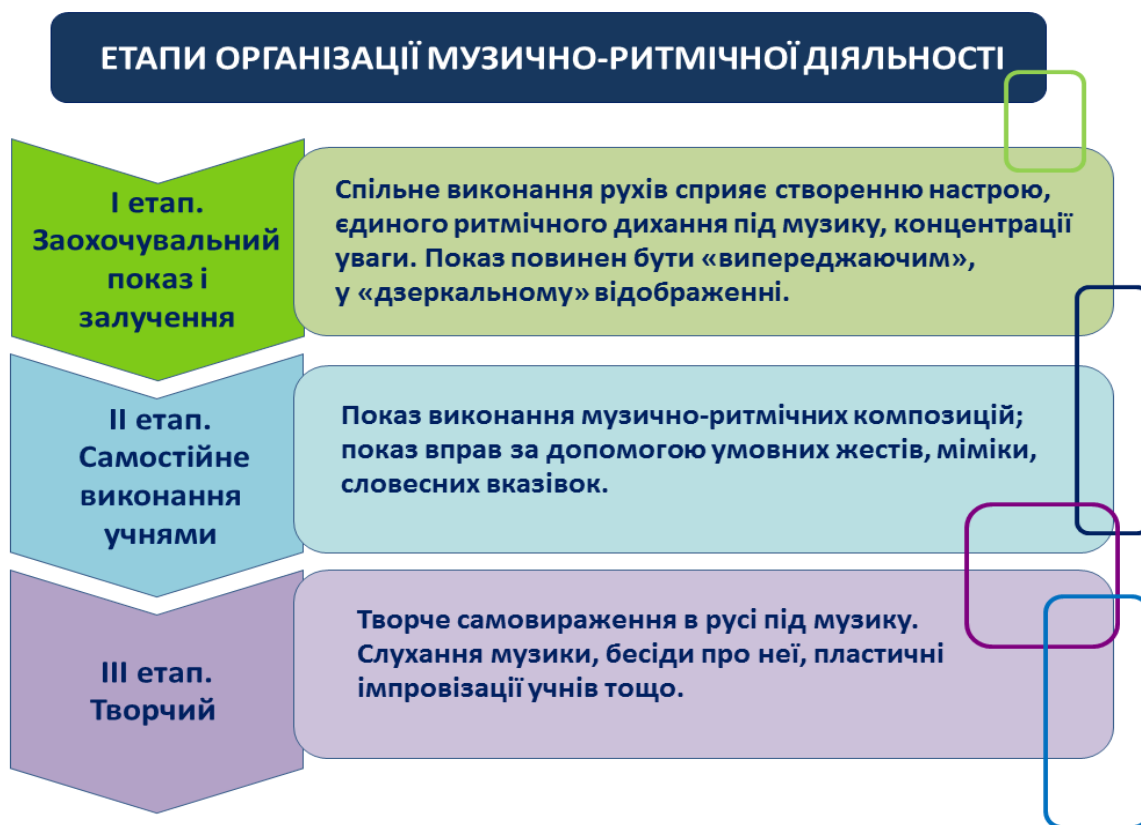 ЕТАПИ ОРГАНІЗАЦІЇ МУЗИЧНО-РИТМІЧНОЇ ДІЯЛЬНОСТІ
І етап.
Заохочувальний
показ і
залучення
Спільне виконання рухів сприяє створенню настрою,
єдиного ритмічного дихання під музику, концентрації
уваги. Показ повинен бути «випереджаючим»,
у «дзеркальному» відображенні.
ІІ етап.
Самостійне
виконання
учнями
Показ виконання музично-ритмічних композицій;
показ вправ за допомогою умовних жестів, міміки,
словесних вказівок.
ІІІ етап.
Творчий
Творче самовираження в русі під музику.
Слухання музики, бесіди про неї, пластичні
імпровізації учнів тощо.